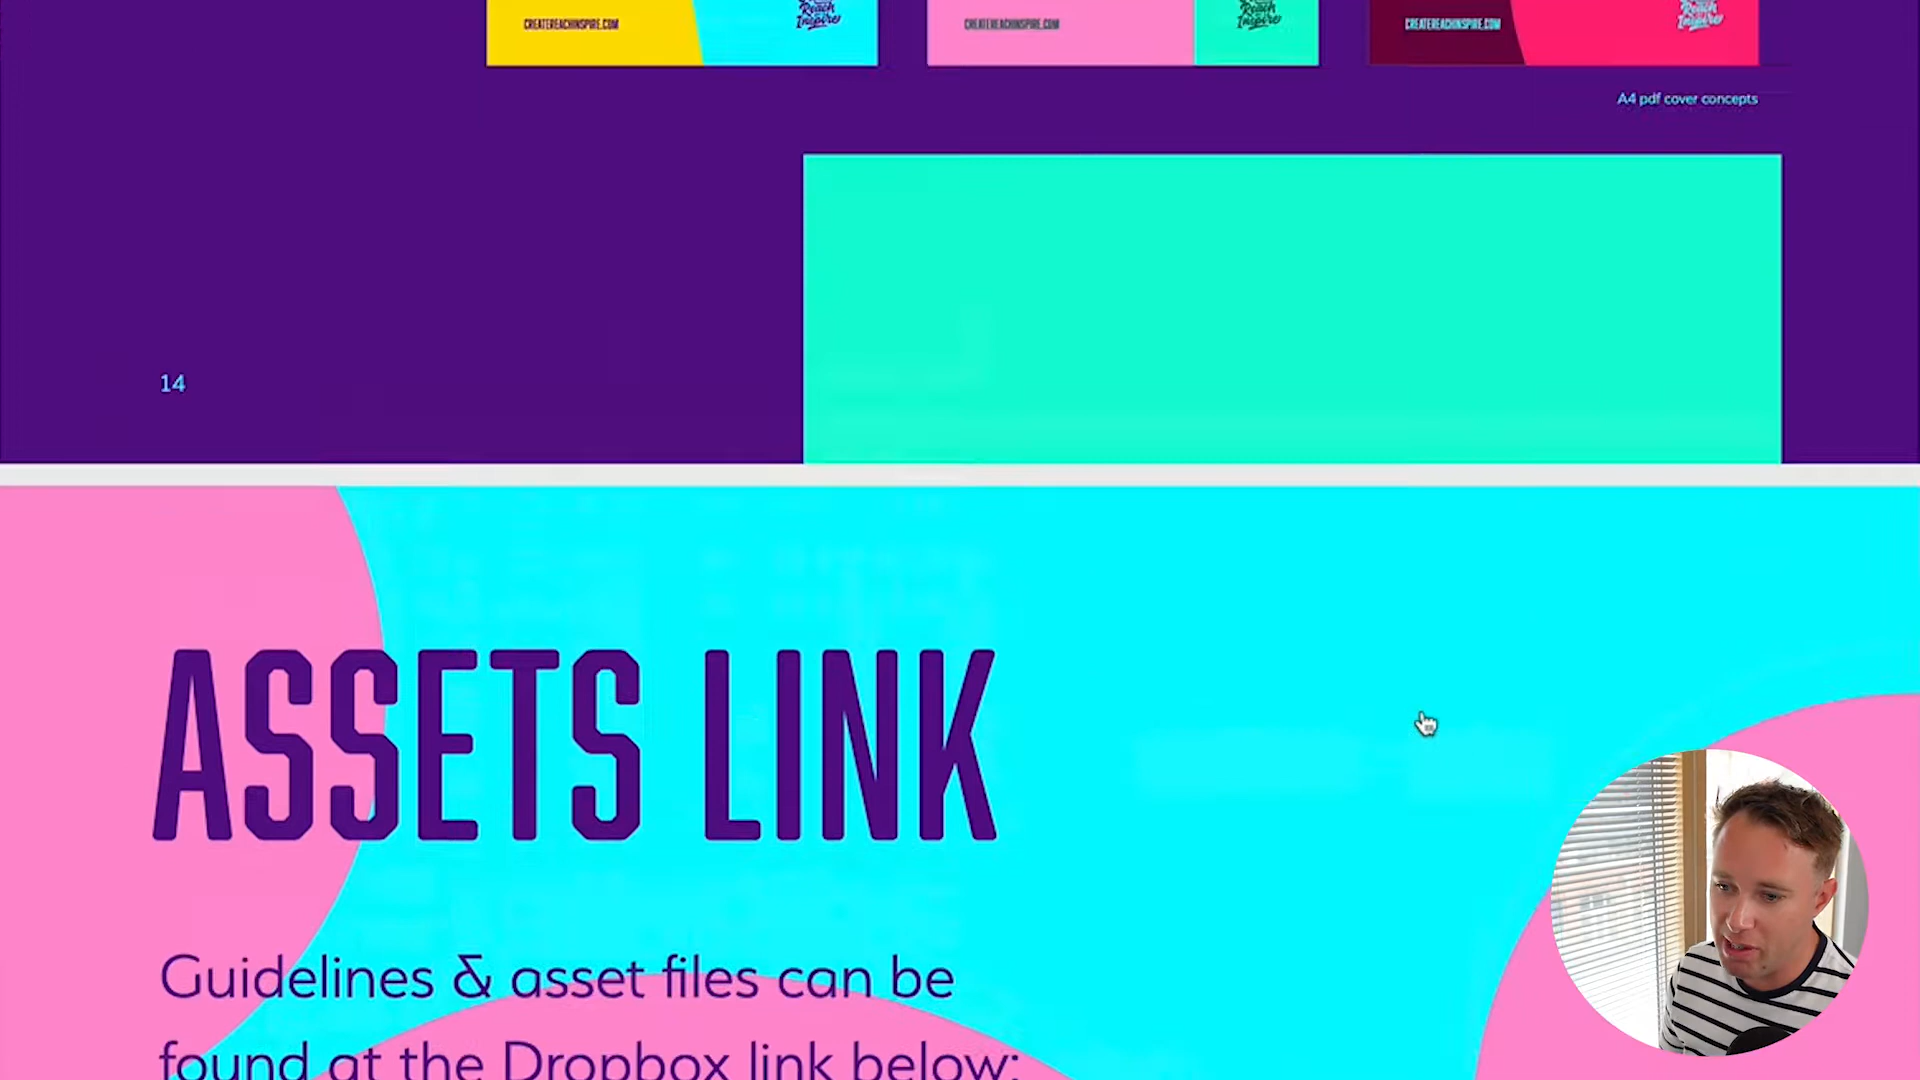 Reach
Inspire
CREATEREACHINSPIRE.COM
Reach
Inspire
CREATEREACHINSPIRE.COM
Reach
Inspire
CREATEREACHINSPIRE.COM
A4 pdf cover concepts
14
ASSETS LINK
Guidelines & asset files can be
found at the Dropbox link below: